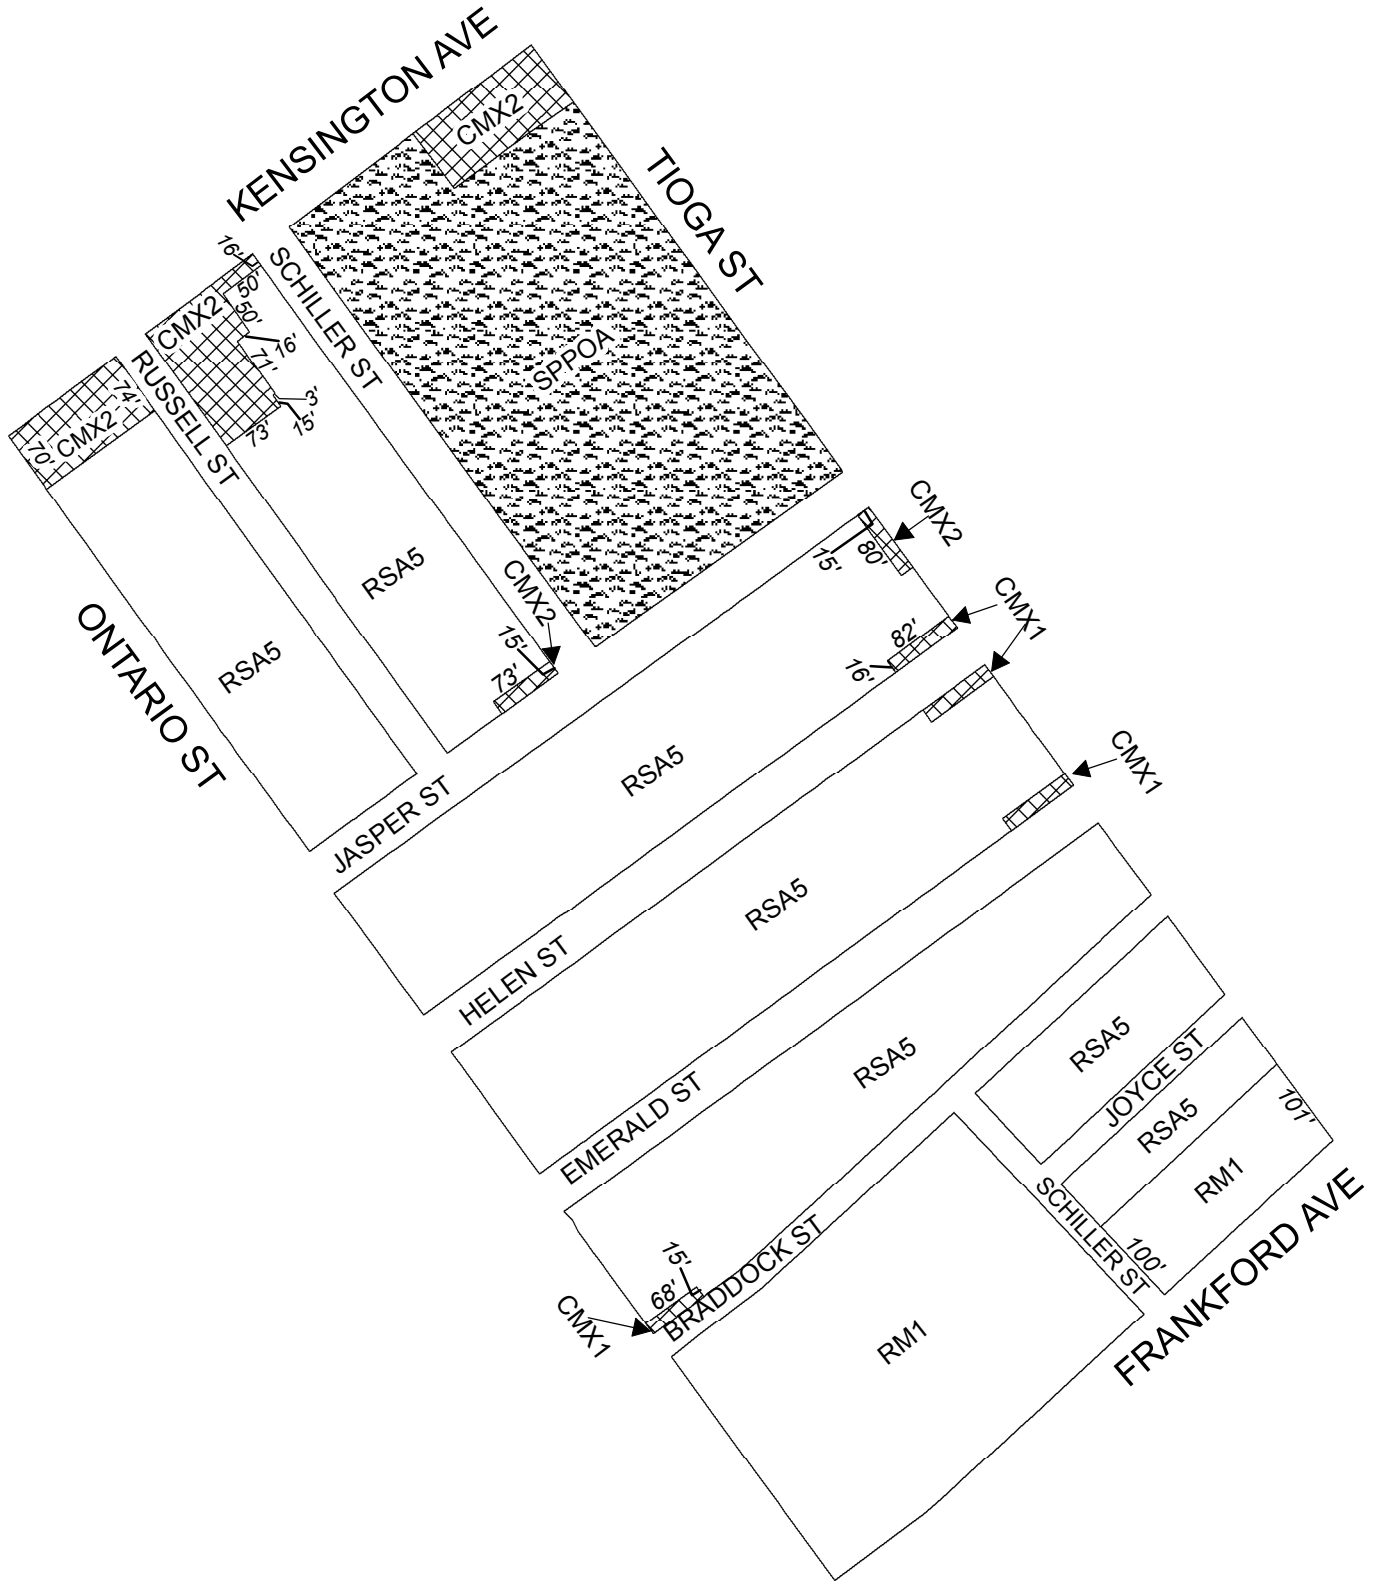 KENSINGTON AVE
CMX2
TIOGA ST
16'
SCHILLER ST
50'
50'
CMX2
16'
71'
3'
15'
73'
RUSSELL ST
74'
CMX2
70'
SPPOA
CMX2
15'
80'
RSA5
CMX2
15'
73'
CMX1
82'
16'
ONTARIO ST
RSA5
JASPER ST
RSA5
CMX1
HELEN ST
RSA5
EMERALD ST
RSA5
RSA5
JOYCE ST
RSA5
101'
RM1
100'
SCHILLER ST
FRANKFORD AVE
15'
68'
BRADDOCK ST
CMX1
RM1